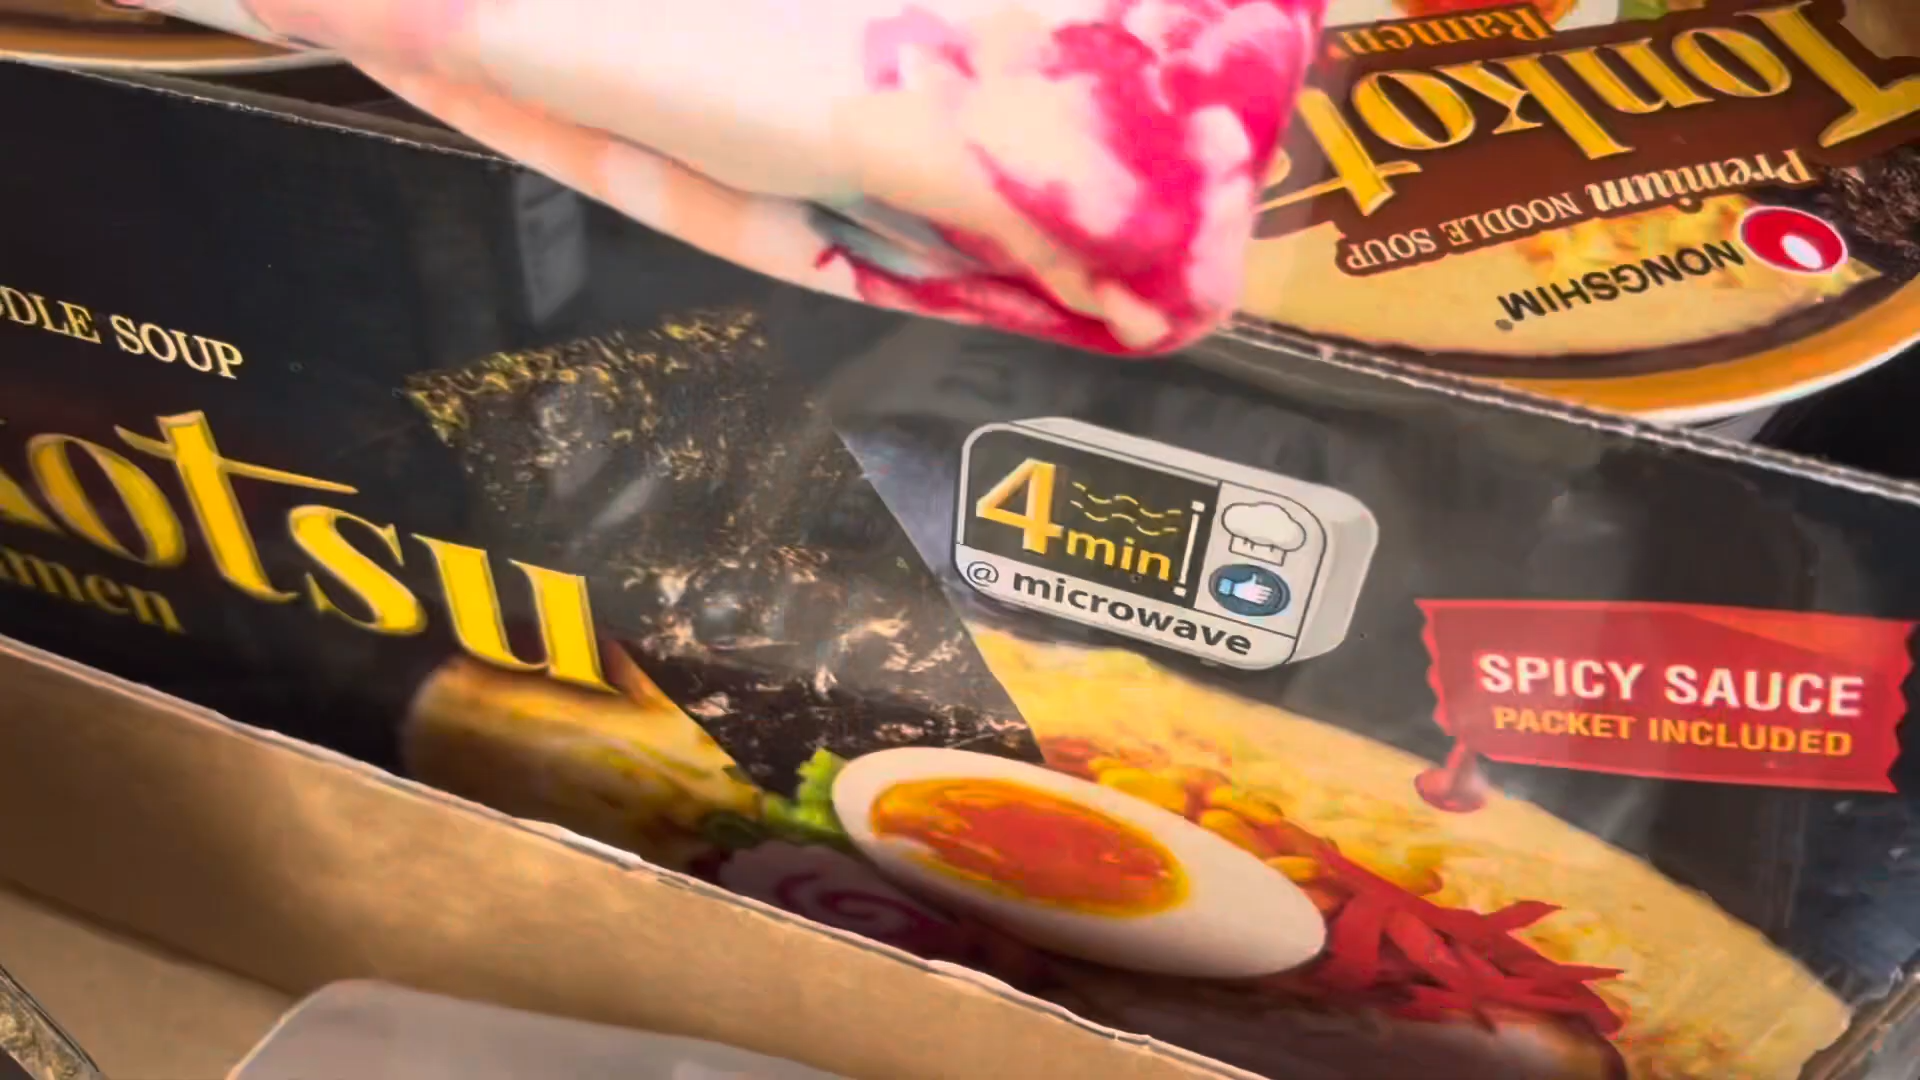 Tonkot
Ramen
Premium NOODLE SOUP
NONGSHIM
DLE SOUP
otsu
men
4 min!
@ microwave
SPICY SAUCE
PACKET INCLUDED